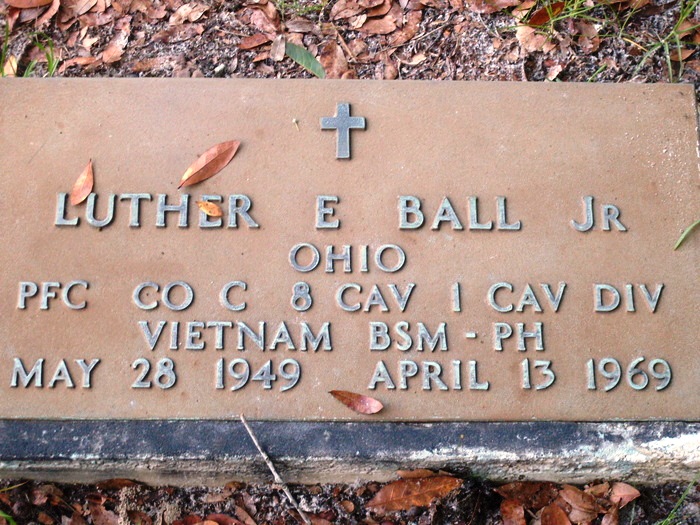 LUTHER E BALL JR
OHIO
PFC CO C 8 CAV 1 CAV DIV
VIETNAM BSM - PH
MAY 28 1949 APRIL 13 1969